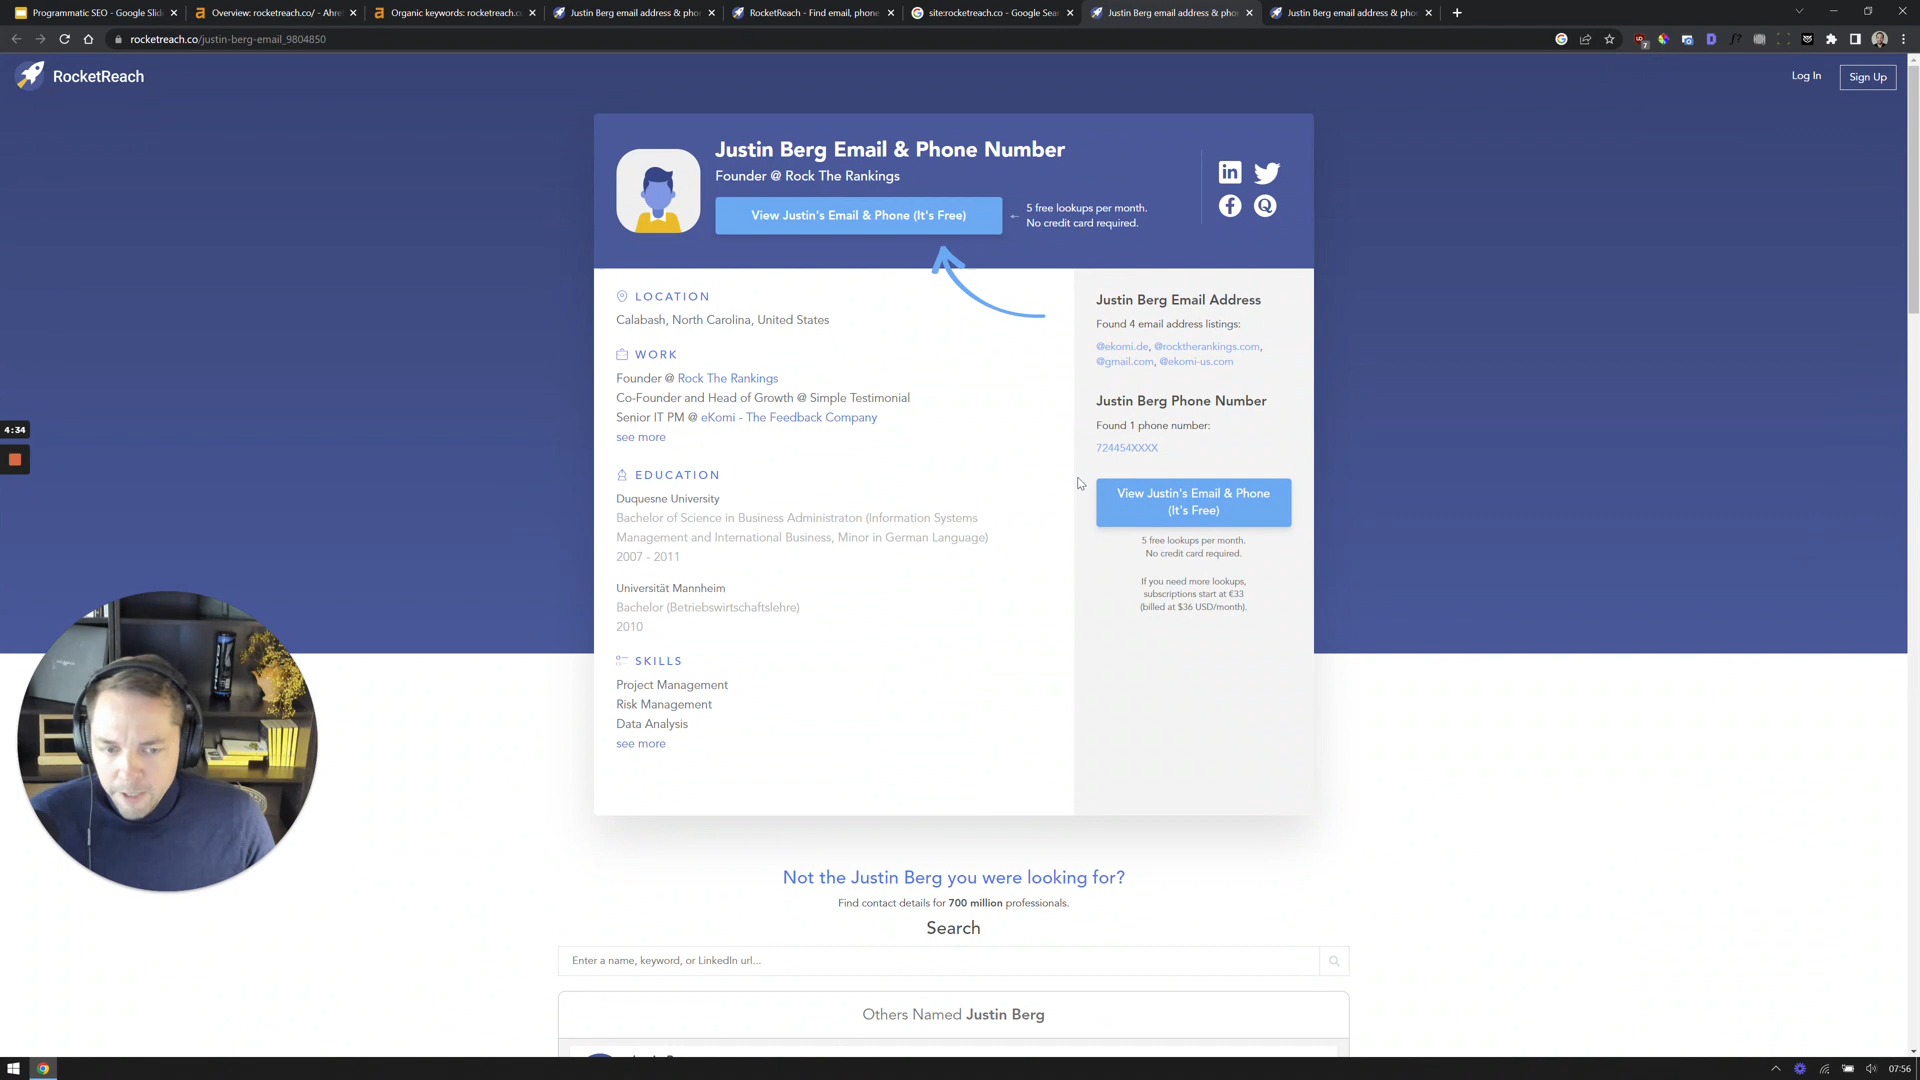 Programmatic SEO - Google Slid
Overview: rocketreach.co/ - Ahre
Organic keywords: rocketreach.co
Justin Berg email address & pho
RocketReach - Find email, phone
site:rocketreach.co - Google Sear
Justin Berg email address & pho
Justin Berg email address & pho
rocketreach.co/justin-berg-email_9804850
RocketReach
Log In
Sign Up
Justin Berg Email & Phone Number
Founder @ Rock The Rankings
View Justin's Email & Phone (It's Free)
5 free lookups per month.
No credit card required.
LOCATION
Calabash, North Carolina, United States
WORK
Founder @ Rock The Rankings
Co-Founder and Head of Growth @ Simple Testimonial
Senior IT PM @ eKomi - The Feedback Company
see more
EDUCATION
Duquesne University
Bachelor of Science in Business Administraton (Information Systems
Management and International Business, Minor in German Language)
2007 - 2011
Universität Mannheim
Bachelor (Betriebswirtschaftslehre)
2010
SKILLS
Project Management
Risk Management
Data Analysis
see more
Justin Berg Email Address
Found 4 email address listings:
@ekomi.de, @rocktherankings.com,
@gmail.com, @ekomi-us.com
Justin Berg Phone Number
Found 1 phone number:
724454XXXX
View Justin's Email & Phone
(It's Free)
5 free lookups per month.
No credit card required.
If you need more lookups,
subscriptions start at €33
(billed at $36 USD/month).
4:34
Not the Justin Berg you were looking for?
Find contact details for 700 million professionals.
Search
Enter a name, keyword, or LinkedIn url...
Others Named Justin Berg
07:56